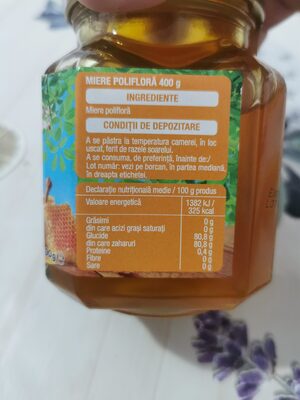 MIERE POLIFLORĂ 400 g
INGREDIENTE
Miere polifloră
CONDIȚII DE DEPOZITARE
A se păstra la temperatura camerei, în loc
uscat, ferit de razele soarelui.
A se consuma, de preferință, înainte de:/
Lot număr: vezi pe borcan, în partea mediană,
în dreapta etichetei.
Declarație nutrițională medie / 100 g produs
Valoare energetică 1382 kJ /
325 kcal
Grăsimi 0 g
din care acizi grași saturați 0 g
Glucide 80,8 g
din care zaharuri 80,8 g
Proteine 0,4 g
Fibre 0 g
Sare 0 g